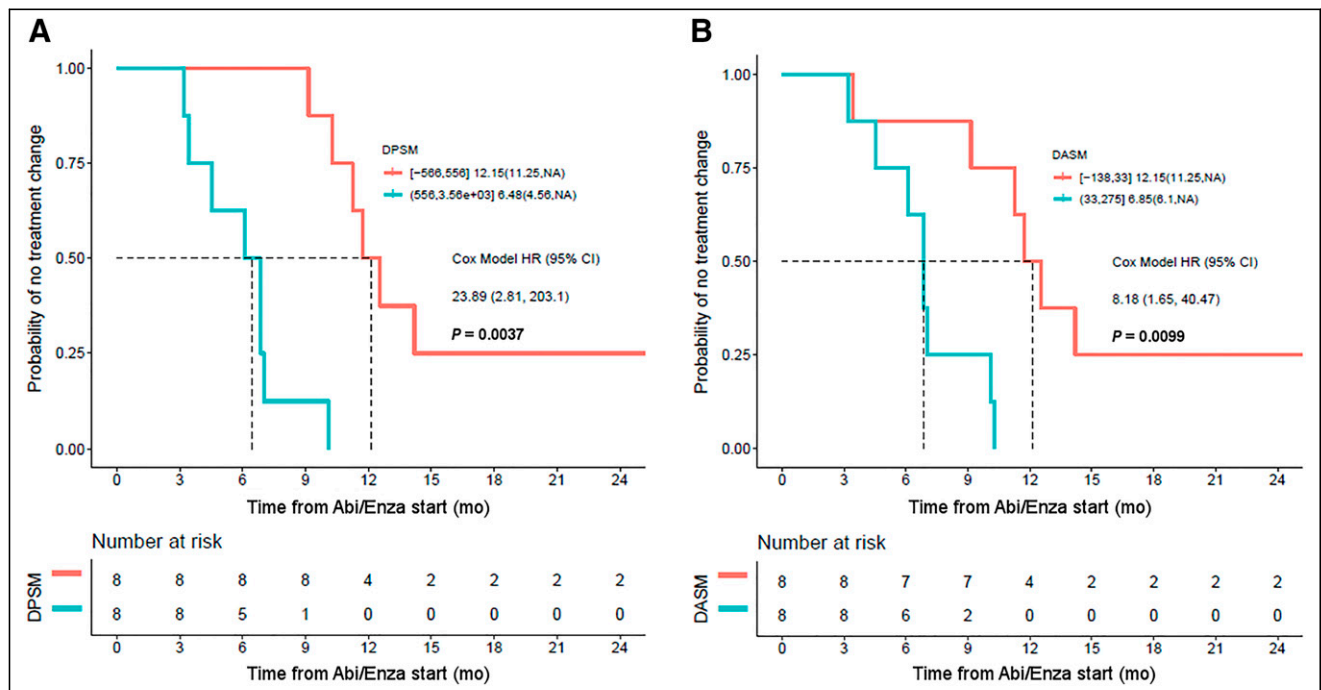 A
Probability of no treatment change
1.00
0.75
0.50
0.25
0.00
DPSM
[−566,556] 12.15(11.25,NA)
(556,3.56e+03] 6.48(4.56,NA)
Cox Model HR (95% CI)
23.89 (2.81, 203.1)
P = 0.0037
0 3 6 9 12 15 18 21 24
Time from Abi/Enza start (mo)
Number at risk
DPSM
8 8 8 8 4 2 2 2 2
8 8 5 1 0 0 0 0 0
0 3 6 9 12 15 18 21 24
Time from Abi/Enza start (mo)
B
Probability of no treatment change
1.00
0.75
0.50
0.25
0.00
DASM
[−138,33] 12.15(11.25,NA)
(33,275] 6.85(6.1,NA)
Cox Model HR (95% CI)
8.18 (1.65, 40.47)
P = 0.0099
0 3 6 9 12 15 18 21 24
Time from Abi/Enza start (mo)
Number at risk
DASM
8 8 7 7 4 2 2 2 2
8 8 6 2 0 0 0 0 0
0 3 6 9 12 15 18 21 24
Time from Abi/Enza start (mo)